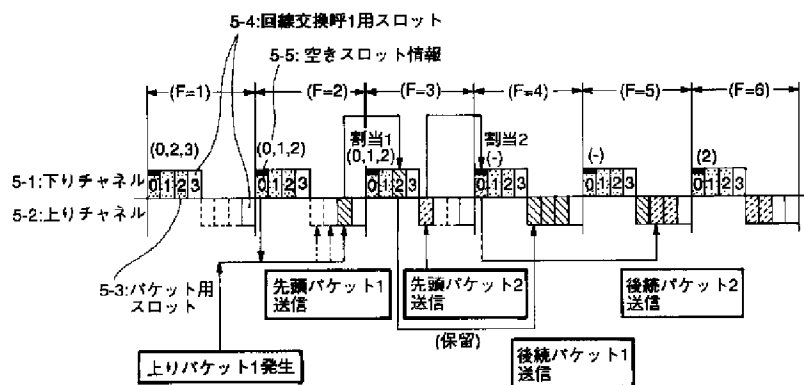 5-4:回線交換呼1用スロット
5-5: 空きスロット情報
(F=1)
(F=2)
(F=3)
(F=4)
(F=5)
(F=6)
割当1
割当2
(0,2,3)
(0,1,2)
(0,1,2)
(-)
(-)
(2)
5-1:下りチャネル
0 1 2 3
0 1 2 3
0 1 2 3
0 1 2 3
0 1 2 3
0 1 2 3
5-2:上りチャネル
5-3:パケット用
スロット
先頭パケット1
送信
先頭パケット2
送信
後続パケット2
送信
(保留)
上りパケット1発生
後続パケット1
送信